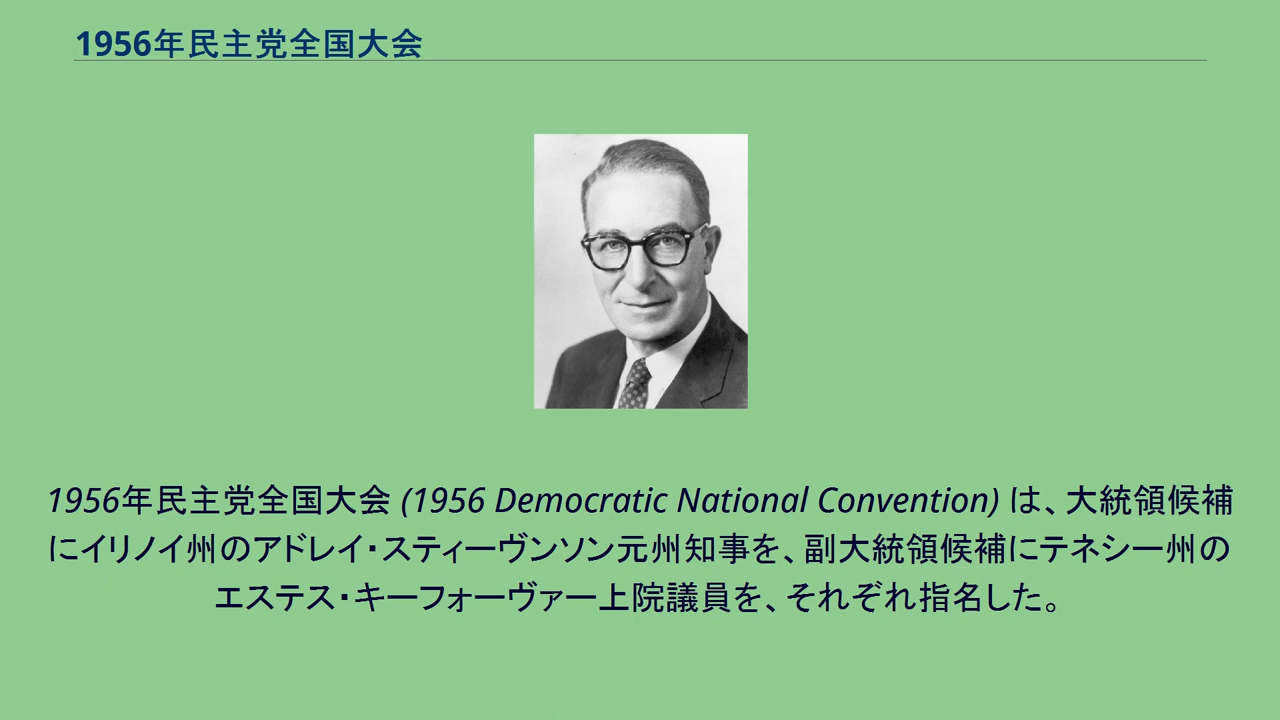 1956年民主党全国大会
1956年民主党全国大会 (1956 Democratic National Convention) は、大統領候補
にイリノイ州のアドレイ・スティーヴンソン元州知事を、副大統領候補にテネシー州の
エステス・キーフォーヴァー上院議員を、それぞれ指名した。